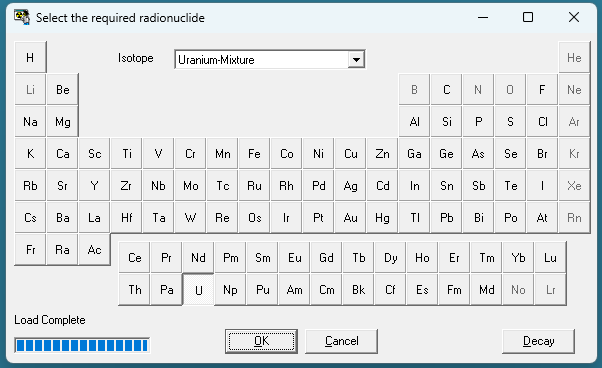 Select the required radionuclide
H Isotope Uranium-Mixture He
Li Be B C N O F Ne
Na Mg Al Si P S Cl Ar
K Ca Sc Ti V Cr Mn Fe Co Ni Cu Zn Ga Ge As Se Br Kr
Rb Sr Y Zr Nb Mo Tc Ru Rh Pd Ag Cd In Sn Sb Te I Xe
Cs Ba La Hf Ta W Re Os Ir Pt Au Hg Tl Pb Bi Po At Rn
Fr Ra Ac
Ce Pr Nd Pm Sm Eu Gd Tb Dy Ho Er Tm Yb Lu
Th Pa U Np Pu Am Cm Bk Cf Es Fm Md No Lr
Load Complete
OK Cancel Decay